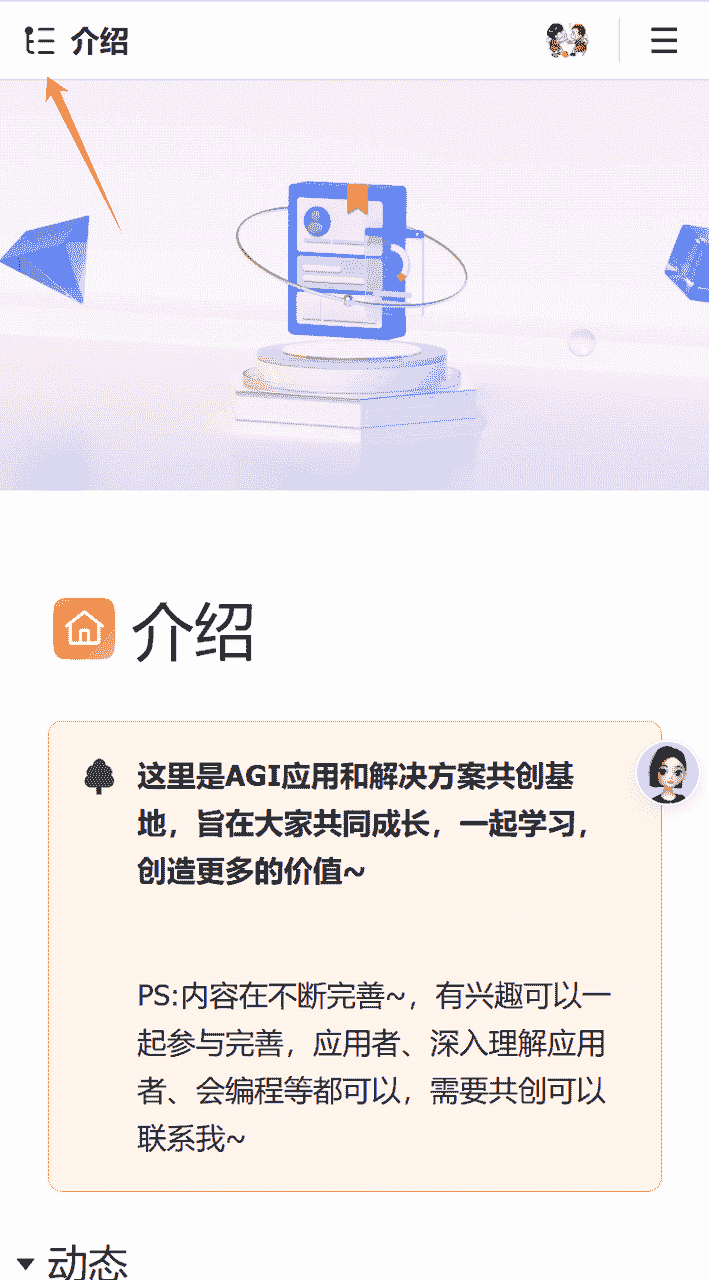 介绍
介绍
这里是AGI应用和解决方案共创基
地，旨在大家共同成长，一起学习，
创造更多的价值~
PS:内容在不断完善~，有兴趣可以一
起参与完善，应用者、深入理解应用
者、会编程等都可以，需要共创可以
联系我~
动态